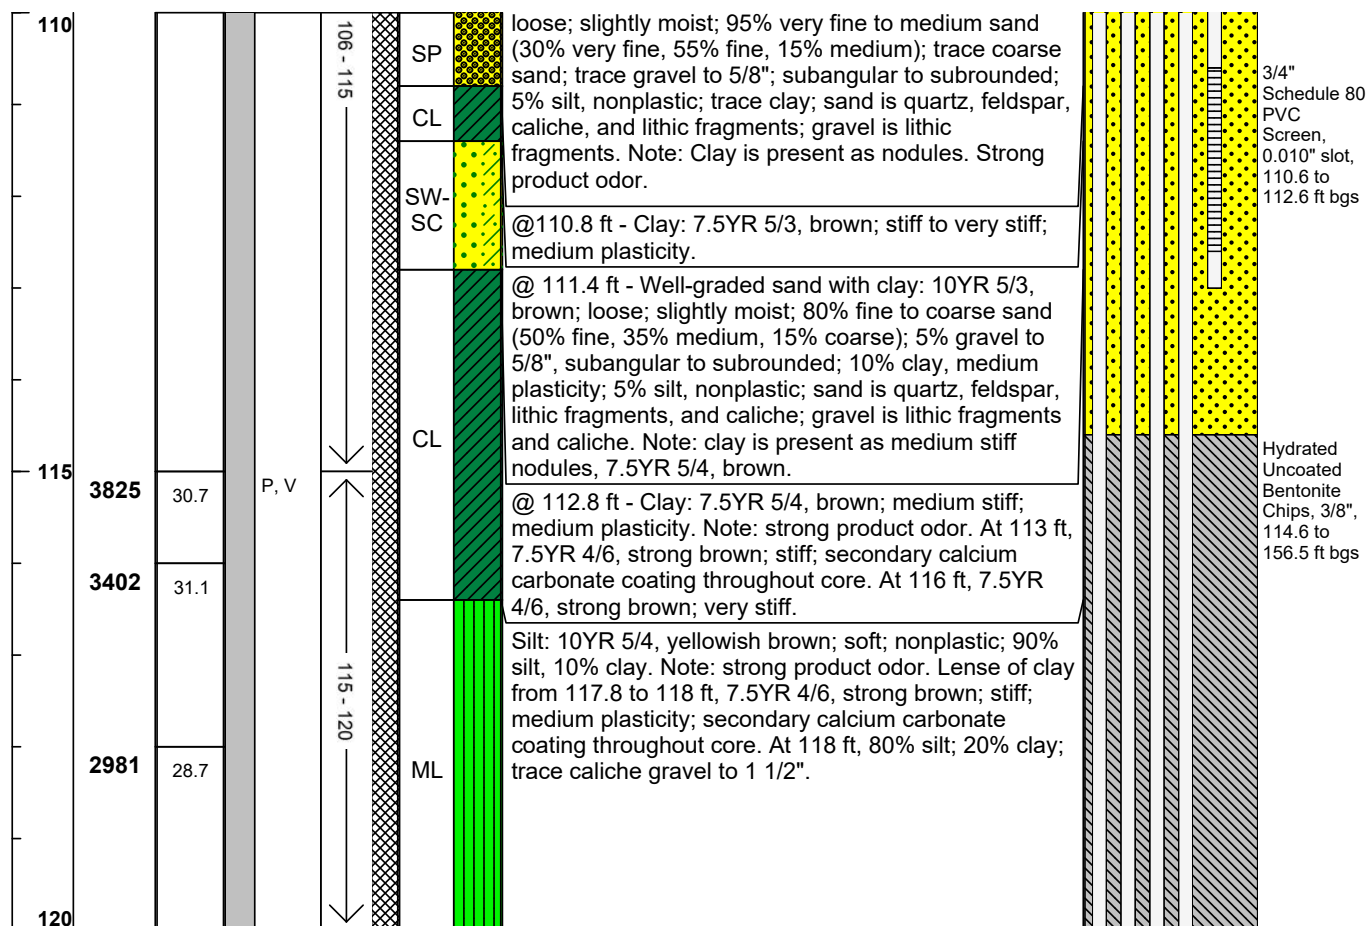 110
115
120
3825
3402
2981
30.7
31.1
28.7
P, V
106 - 115
115 - 120
SP
CL
SW-
SC
CL
ML
loose; slightly moist; 95% very fine to medium sand
(30% very fine, 55% fine, 15% medium); trace coarse
sand; trace gravel to 5/8"; subangular to subrounded;
5% silt, nonplastic; trace clay; sand is quartz, feldspar,
caliche, and lithic fragments; gravel is lithic
fragments. Note: Clay is present as nodules. Strong
product odor.
@110.8 ft - Clay: 7.5YR 5/3, brown; stiff to very stiff;
medium plasticity.
@ 111.4 ft - Well-graded sand with clay: 10YR 5/3,
brown; loose; slightly moist; 80% fine to coarse sand
(50% fine, 35% medium, 15% coarse); 5% gravel to
5/8", subangular to subrounded; 10% clay, medium
plasticity; 5% silt, nonplastic; sand is quartz, feldspar,
lithic fragments, and caliche; gravel is lithic fragments
and caliche. Note: clay is present as medium stiff
nodules, 7.5YR 5/4, brown.
@ 112.8 ft - Clay: 7.5YR 5/4, brown; medium stiff;
medium plasticity. Note: strong product odor. At 113 ft,
7.5YR 4/6, strong brown; stiff; secondary calcium
carbonate coating throughout core. At 116 ft, 7.5YR
4/6, strong brown; very stiff.
Silt: 10YR 5/4, yellowish brown; soft; nonplastic; 90%
silt, 10% clay. Note: strong product odor. Lense of clay
from 117.8 to 118 ft, 7.5YR 4/6, strong brown; stiff;
medium plasticity; secondary calcium carbonate
coating throughout core. At 118 ft, 80% silt; 20% clay;
trace caliche gravel to 1 1/2".
3/4"
Schedule 80
PVC
Screen,
0.010" slot,
110.6 to
112.6 ft bgs
Hydrated
Uncoated
Bentonite
Chips, 3/8",
114.6 to
156.5 ft bgs